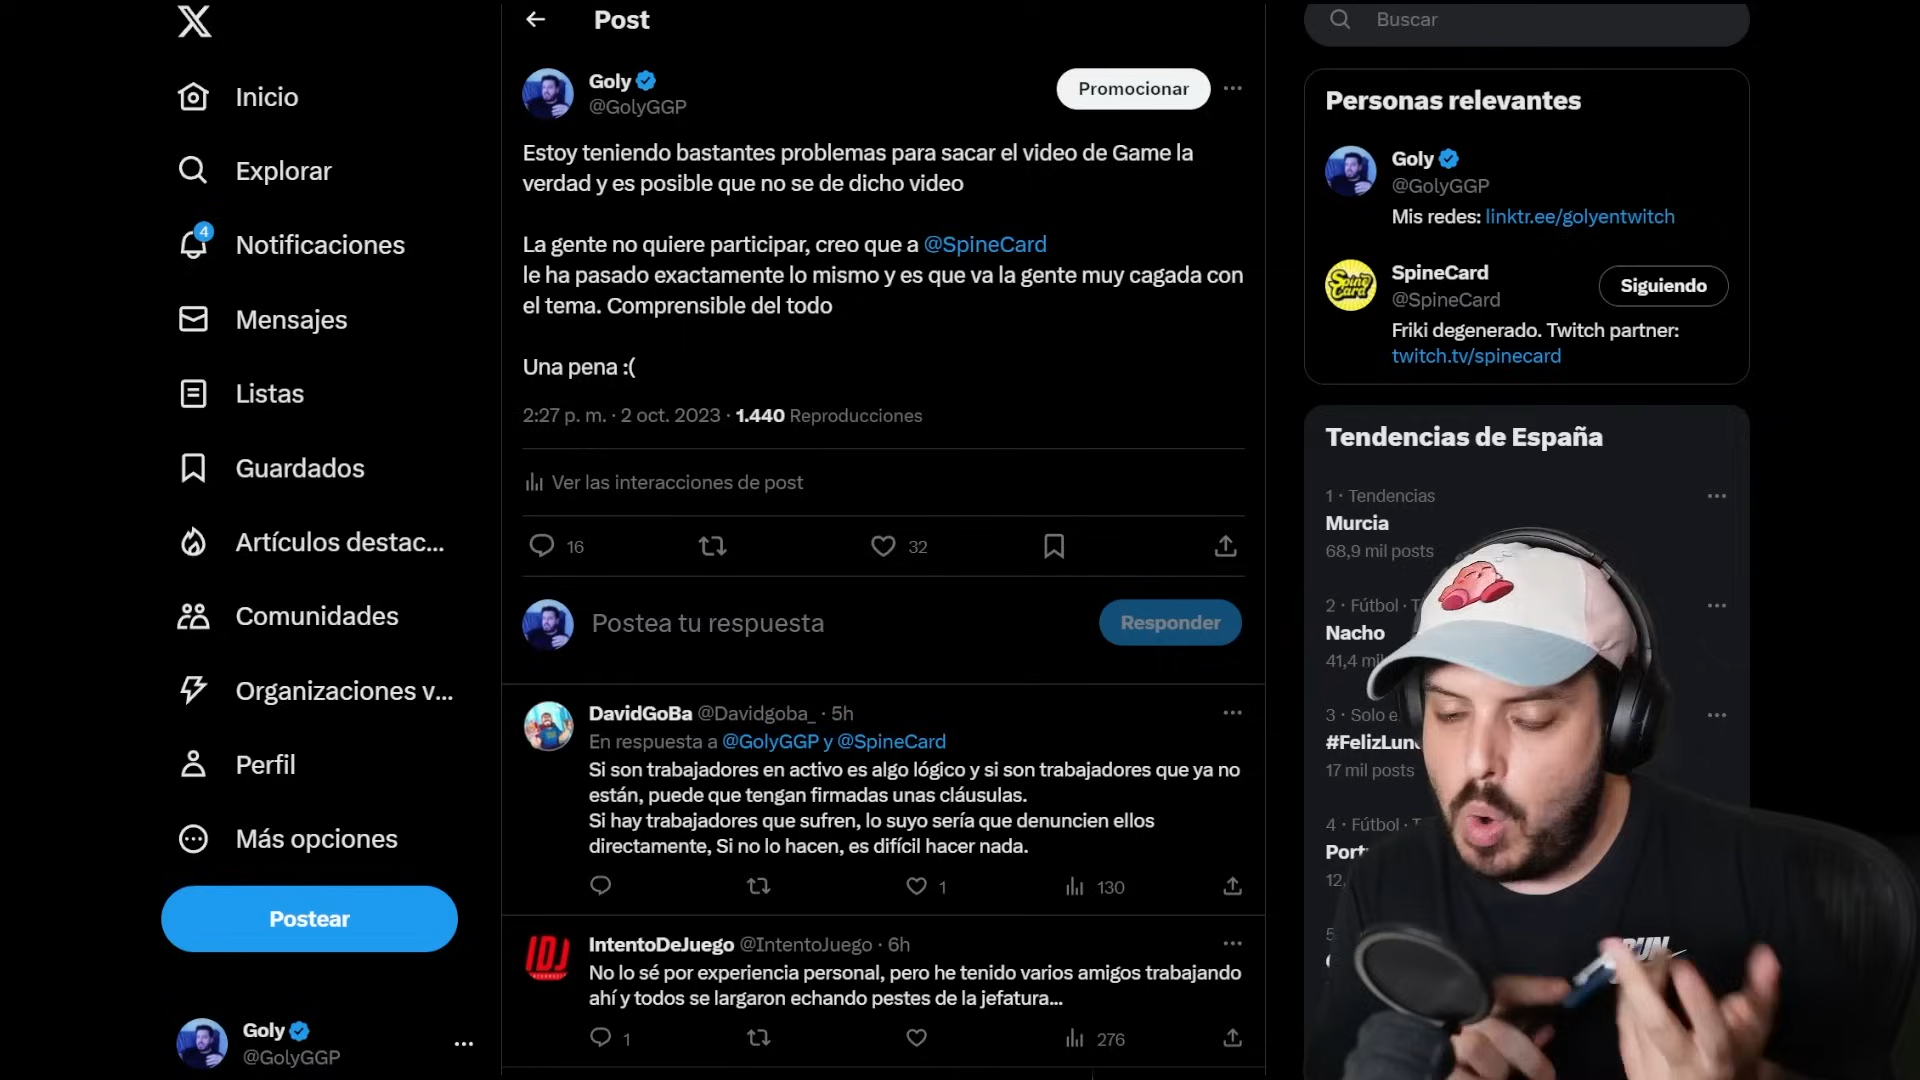 Inicio
Explorar
4
Notificaciones
Mensajes
Listas
Guardados
Artículos destac...
Comunidades
Organizaciones v...
Perfil
Más opciones
Postear
Goly
@GolyGGP
Post
Goly
@GolyGGP
Promocionar
Estoy teniendo bastantes problemas para sacar el video de Game la
verdad y es posible que no se de dicho video
La gente no quiere participar, creo que a @SpineCard
le ha pasado exactamente lo mismo y es que va la gente muy cagada con
el tema. Comprensible del todo
Una pena :(
2:27 p. m. · 2 oct. 2023 · 1.440 Reproducciones
Ver las interacciones de post
16
32
Postea tu respuesta
Responder
DavidGoBa @Davidgoba_ · 5h
En respuesta a @GolyGGP y @SpineCard
Si son trabajadores en activo es algo lógico y si son trabajadores que ya no
están, puede que tengan firmadas unas cláusulas.
Si hay trabajadores que sufren, lo suyo sería que denuncien ellos
directamente, Si no lo hacen, es difícil hacer nada.
1
130
IDJ
IntentoDeJuego @IntentoJuego · 6h
No lo sé por experiencia personal, pero he tenido varios amigos trabajando
ahí y todos se largaron echando pestes de la jefatura...
1
276
Buscar
Personas relevantes
Goly
@GolyGGP
Mis redes: linktr.ee/golyentwitch
Spine Card
SpineCard
@SpineCard
Siguiendo
Friki degenerado. Twitch partner:
twitch.tv/spinecard
Tendencias de España
1 · Tendencias
Murcia
68,9 mil posts
2 · Fútbol · T
Nacho
41,4 mil
3 · Solo e
#FelizLun
17 mil posts
4 · Fútbol · T
Port
12,
5
RUN